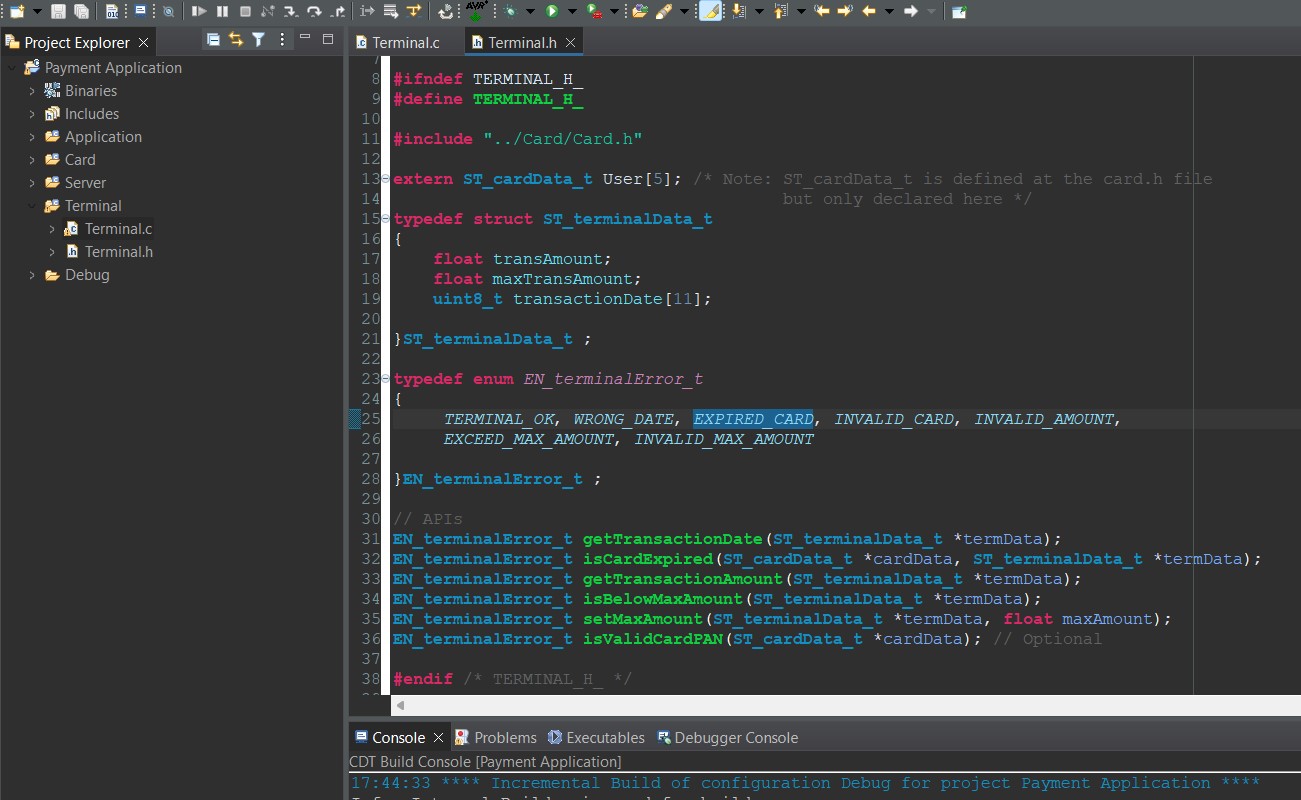 Project Explorer
Terminal.c
Terminal.h
Payment Application
Binaries
Includes
Application
Card
Server
Terminal
Terminal.c
Terminal.h
Debug
8 #ifndef TERMINAL_H_
9 #define TERMINAL_H_
10
11 #include "../Card/Card.h"
12
13 extern ST_cardData_t User[5]; /* Note: ST_cardData_t is defined at the card.h file
14 but only declared here */
15 typedef struct ST_terminalData_t
16 {
17 float transAmount;
18 float maxTransAmount;
19 uint8_t transactionDate[11];
20
21 }ST_terminalData_t ;
22
23 typedef enum EN_terminalError_t
24 {
25 TERMINAL_OK, WRONG_DATE, EXPIRED_CARD, INVALID_CARD, INVALID_AMOUNT,
26 EXCEED_MAX_AMOUNT, INVALID_MAX_AMOUNT
27
28 }EN_terminalError_t ;
29
30 // APIs
31 EN_terminalError_t getTransactionDate(ST_terminalData_t *termData);
32 EN_terminalError_t isCardExpired(ST_cardData_t *cardData, ST_terminalData_t *termData);
33 EN_terminalError_t getTransactionAmount(ST_terminalData_t *termData);
34 EN_terminalError_t isBelowMaxAmount(ST_terminalData_t *termData);
35 EN_terminalError_t setMaxAmount(ST_terminalData_t *termData, float maxAmount);
36 EN_terminalError_t isValidCardPAN(ST_cardData_t *cardData); // Optional
37
38 #endif /* TERMINAL_H_ */
Console
Problems
Executables
Debugger Console
CDT Build Console [Payment Application]
17:44:33 **** Incremental Build of configuration Debug for project Payment Application ****